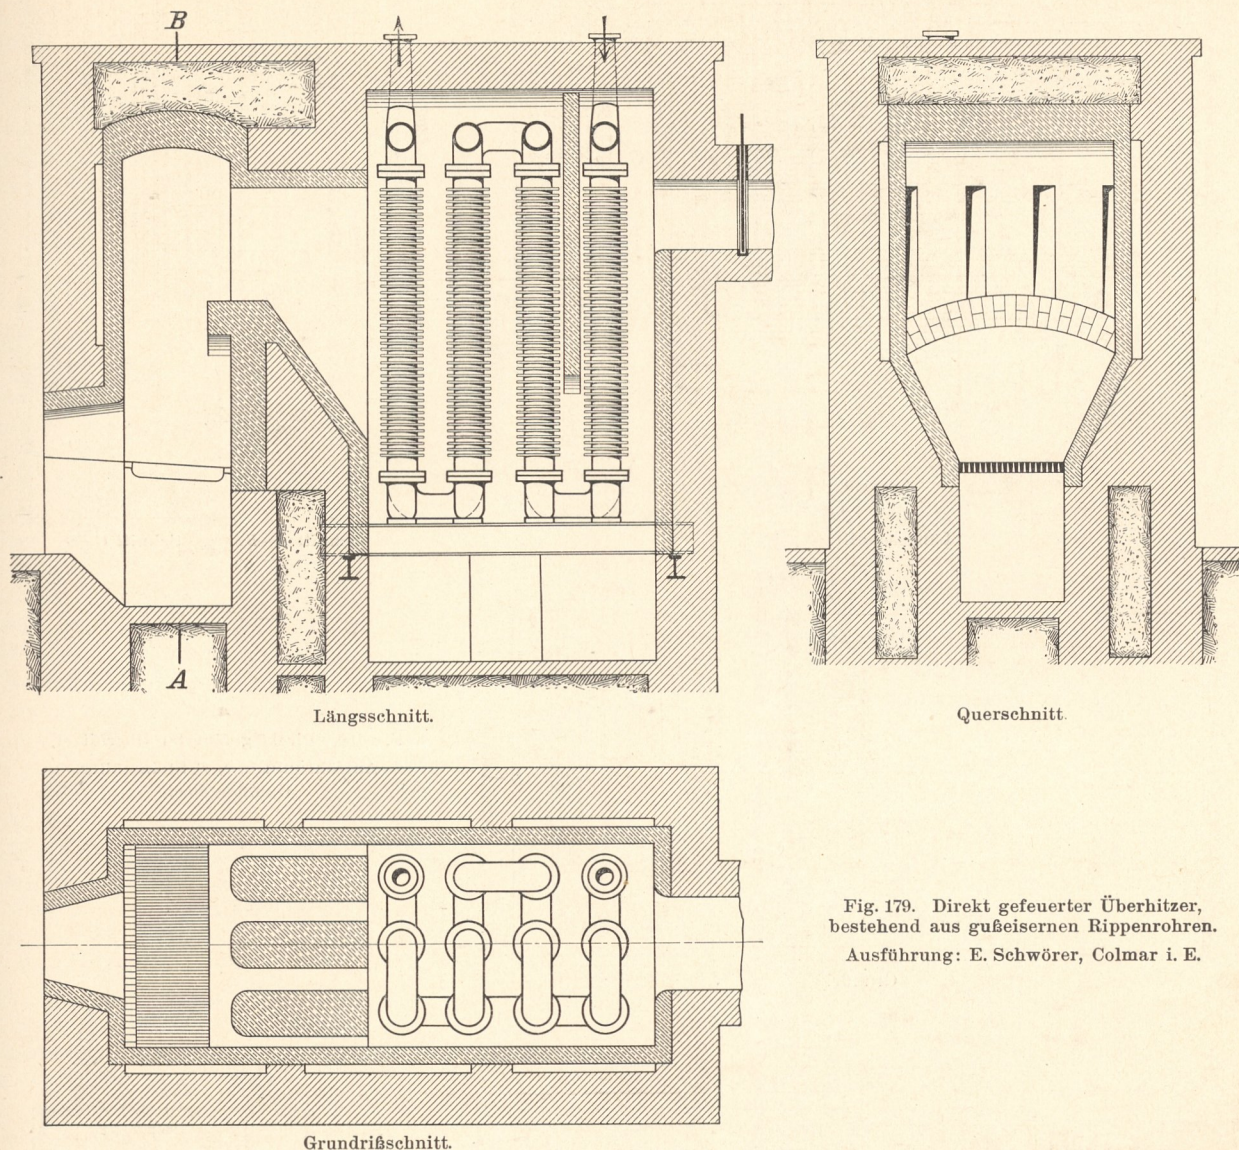 B
A
Längsschnitt.
Querschnitt.
Grundrißschnitt.
Fig. 179. Direkt gefeuerter Überhitzer,
bestehend aus gußeisernen Rippenrohren.
Ausführung: E. Schwörer, Colmar i. E.